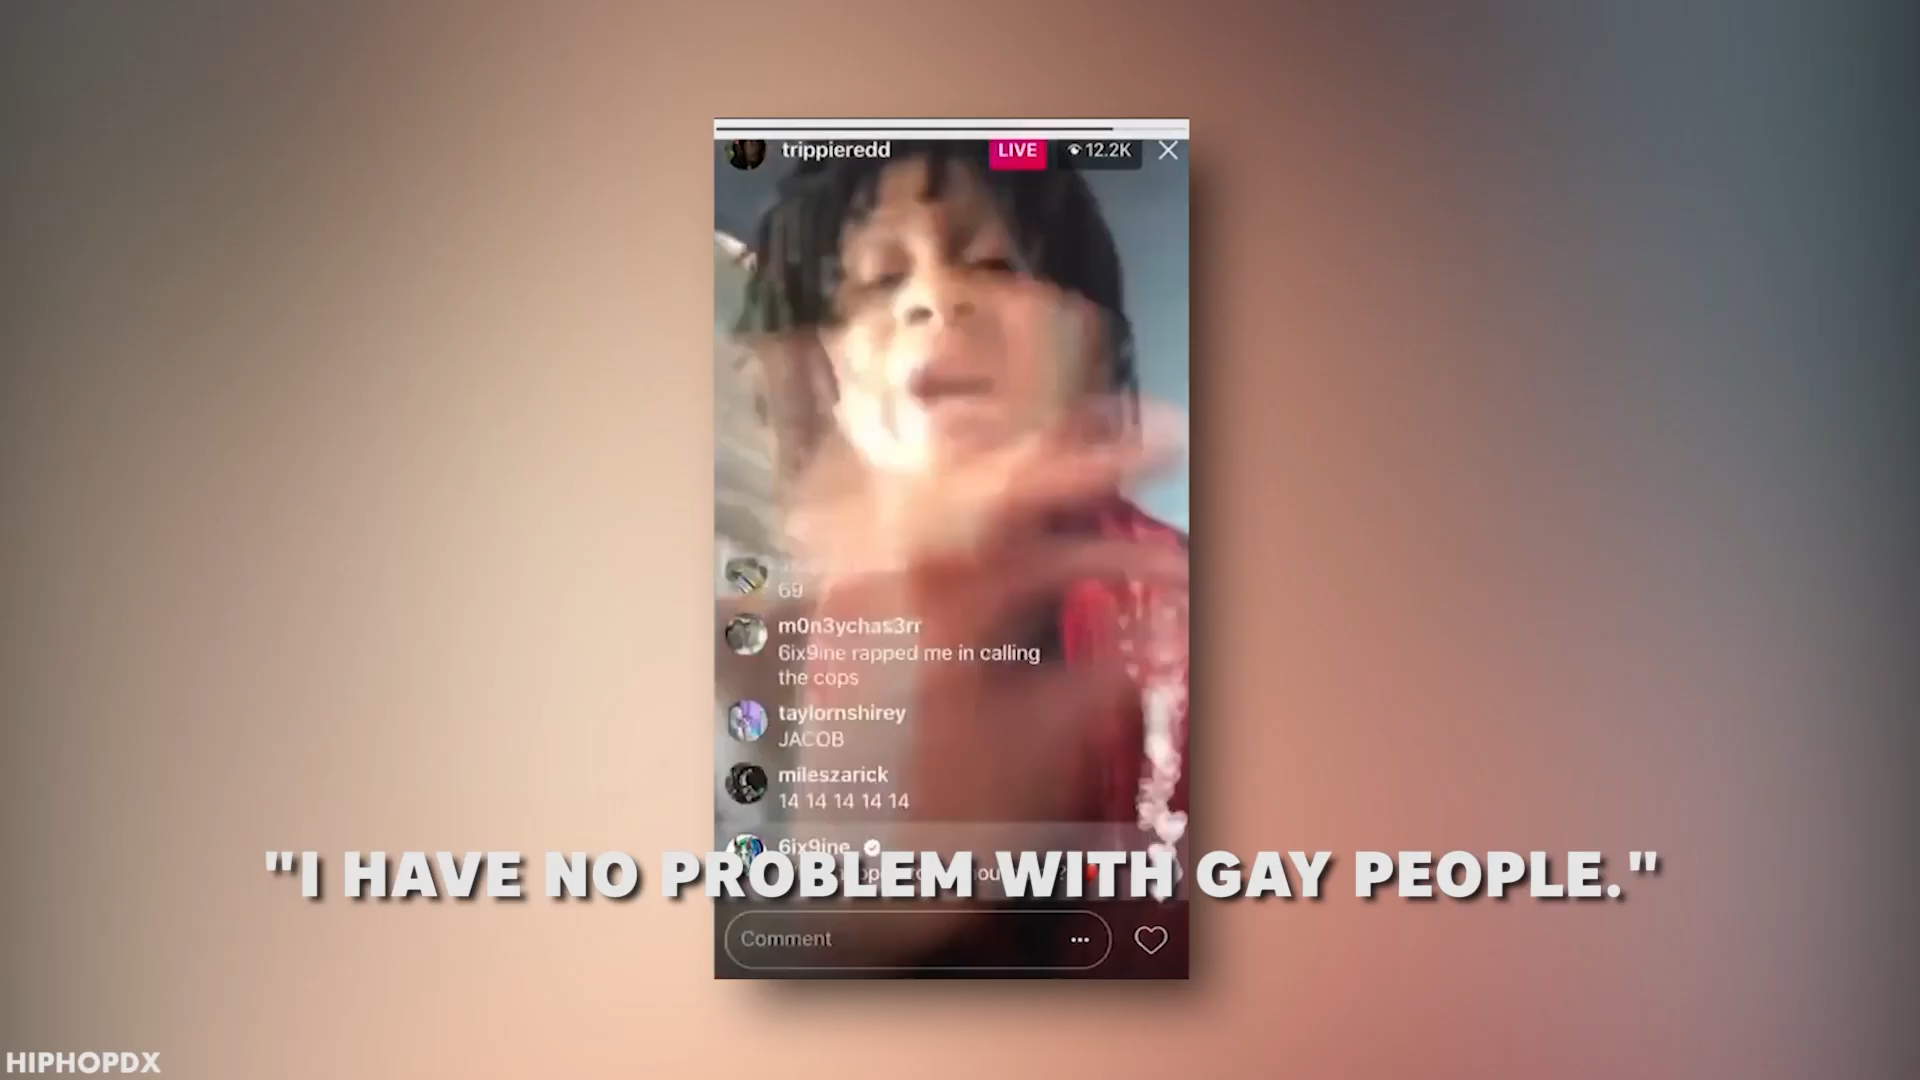 trippieredd LIVE 12.2K
69
m0n3ychas3rr
6ix9ine rapped me in calling
the cops
taylornshirey
JACOB
mileszarick
14 14 14 14 14
6ix9ine
"I HAVE NO PROBLEM WITH GAY PEOPLE."
Comment
HIPHOPDX